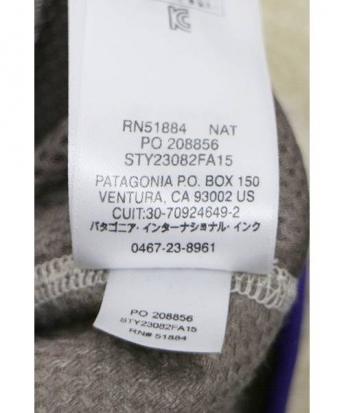 RN51884 NAT
PO 208856
STY23082FA15
PATAGONIA P.O. BOX 150
VENTURA, CA 93002 US
CUIT:30-70924649-2
パタゴニア・インターナショナル・インク
0467-23-8961
PO 208856
STY23082FA15
RN# 51884